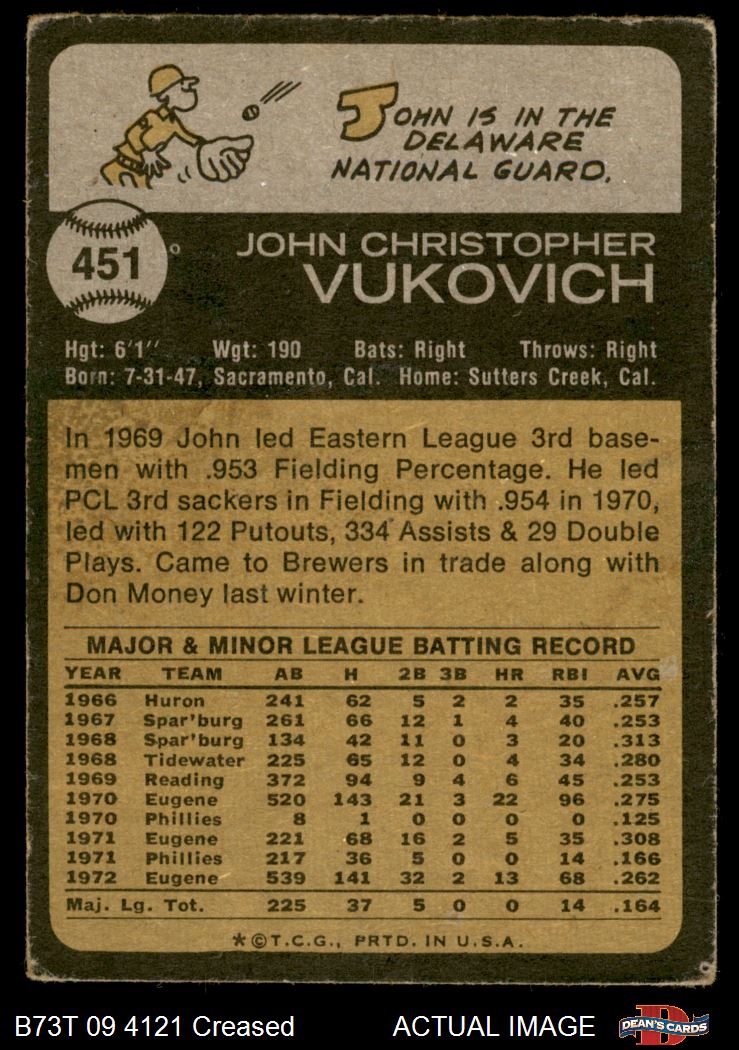 JOHN IS IN THE
DELAWARE
NATIONAL GUARD.
451
JOHN CHRISTOPHER
VUKOVICH
Hgt: 6'1'' Wgt: 190 Bats: Right Throws: Right
Born: 7-31-47, Sacramento, Cal. Home: Sutters Creek, Cal.
In 1969 John led Eastern League 3rd base-
men with .953 Fielding Percentage. He led
PCL 3rd sackers in Fielding with .954 in 1970,
led with 122 Putouts, 334 Assists & 29 Double
Plays. Came to Brewers in trade along with
Don Money last winter.
MAJOR & MINOR LEAGUE BATTING RECORD
YEAR TEAM AB H 2B 3B HR RBI AVG
1966 Huron 241 62 5 2 2 35 .257
1967 Spar'burg 261 66 12 1 4 40 .253
1968 Spar'burg 134 42 11 0 3 20 .313
1968 Tidewater 225 65 12 0 4 34 .280
1969 Reading 372 94 9 4 6 45 .253
1970 Eugene 520 143 21 3 22 96 .275
1970 Phillies 8 1 0 0 0 0 .125
1971 Eugene 221 68 16 2 5 35 .308
1971 Phillies 217 36 5 0 0 14 .166
1972 Eugene 539 141 32 2 13 68 .262
Maj. Lg. Tot. 225 37 5 0 0 14 .164
*©T.C.G., PRTD. IN U.S.A.
B73T 09 4121 Creased ACTUAL IMAGE
D
DEAN'S CARDS